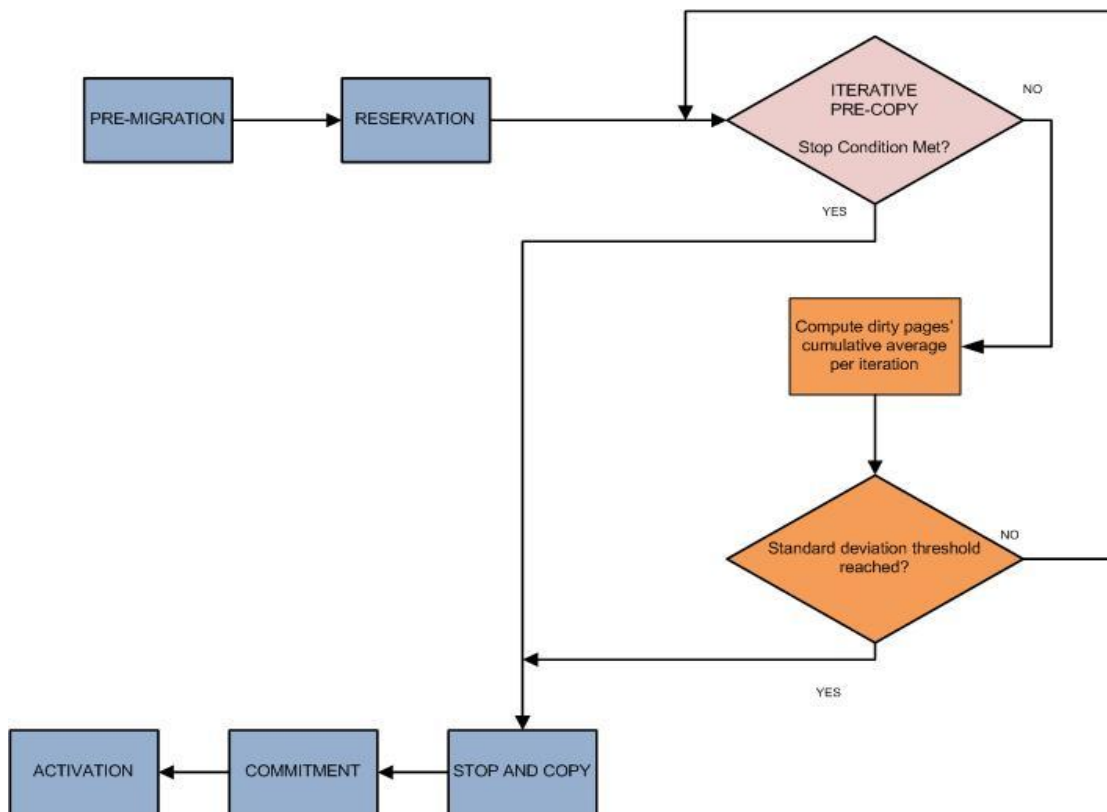 PRE-MIGRATION
RESERVATION
ITERATIVE
PRE-COPY
Stop Condition Met?
NO
YES
Compute dirty pages'
cumulative average
per iteration
Standard deviation threshold
reached?
NO
YES
ACTIVATION
COMMITMENT
STOP AND COPY